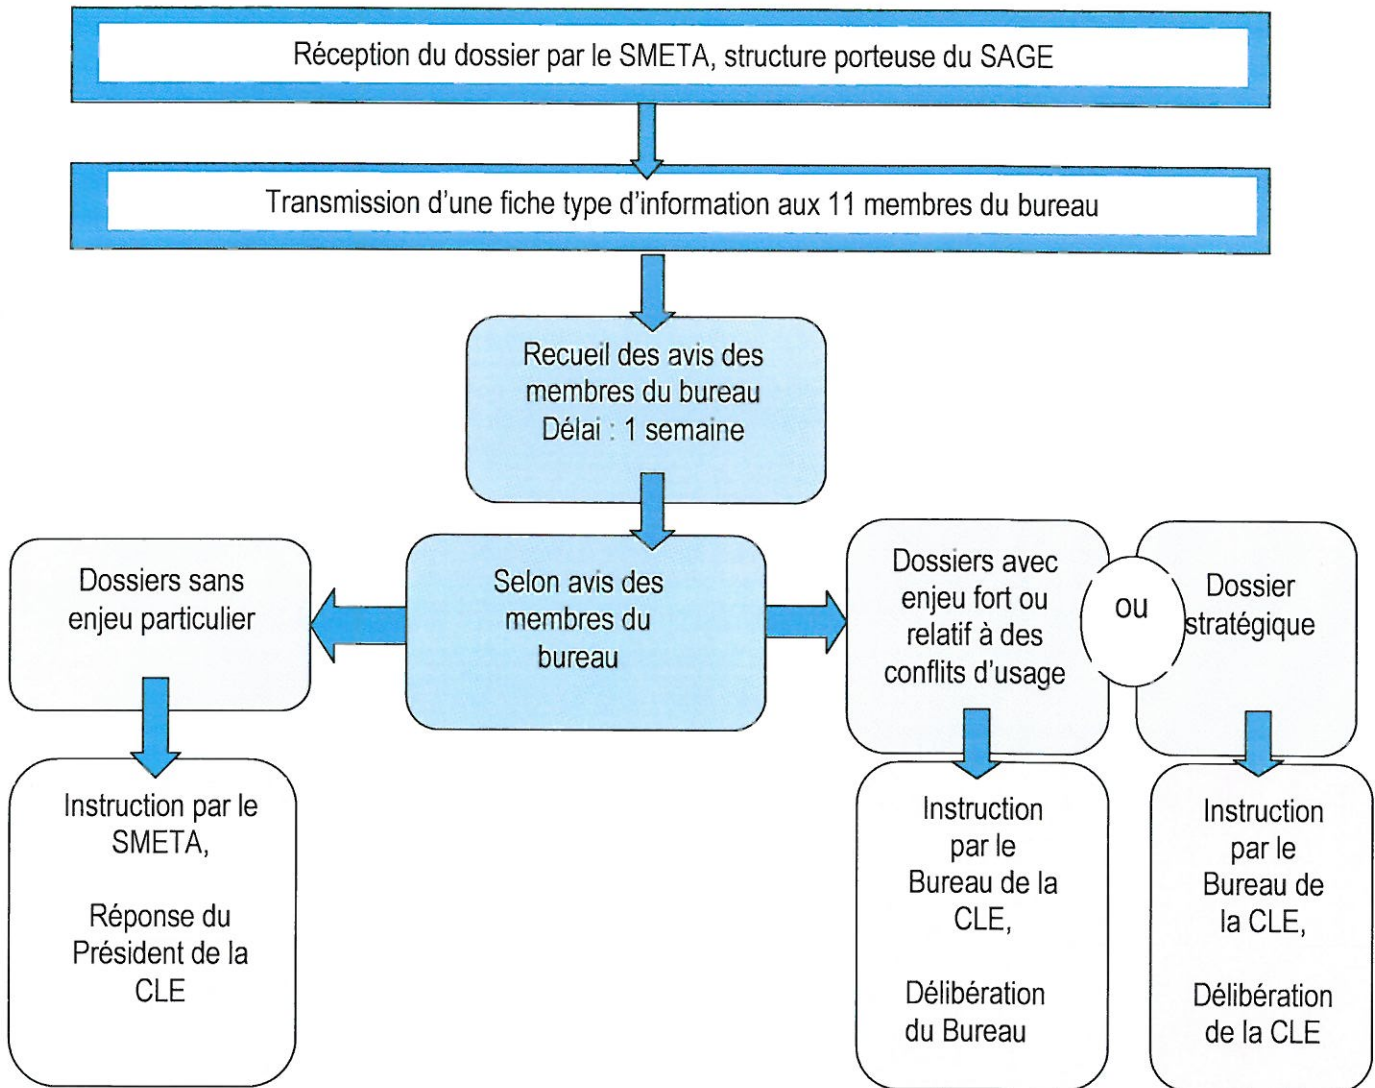 Réception du dossier par le SMETA, structure porteuse du SAGE
Transmission d'une fiche type d'information aux 11 membres du bureau
Recueil des avis des
membres du bureau
Délai : 1 semaine
Selon avis des
membres du
bureau
Dossiers sans
enjeu particulier
Instruction par le
SMETA,
Réponse du
Président de la
CLE
Dossiers avec
enjeu fort ou
relatif à des
conflits d'usage
ou
Dossier
stratégique
Instruction
par le
Bureau de la
CLE,
Délibération
du Bureau
Instruction
par le
Bureau de
la CLE,
Délibération
de la CLE